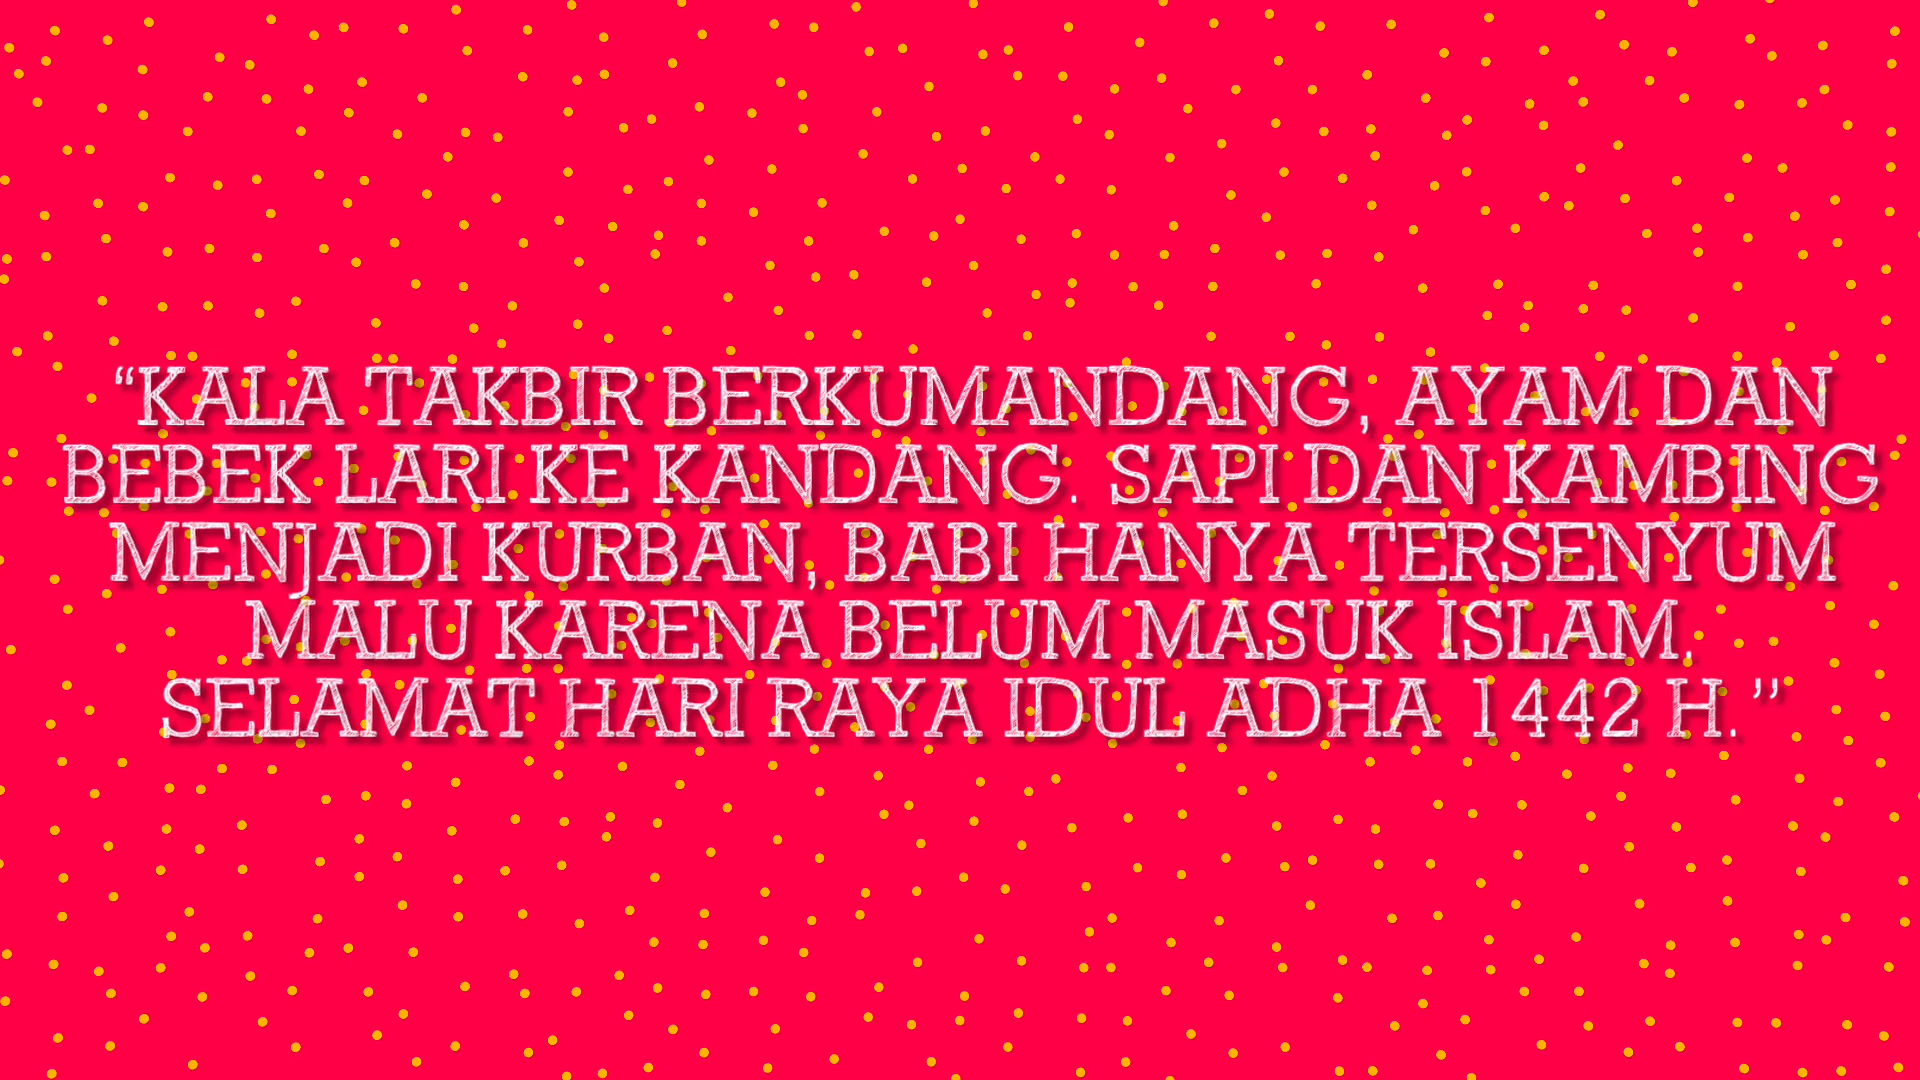 “KALA TAKBIR BERKUMANDANG, AYAM DAN
BEBEK LARI KE KANDANG. SAPI DAN KAMBING
MENJADI KURBAN, BABI HANYA TERSENYUM
MALU KARENA BELUM MASUK ISLAM.
SELAMAT HARI RAYA IDUL ADHA 1442 H.”